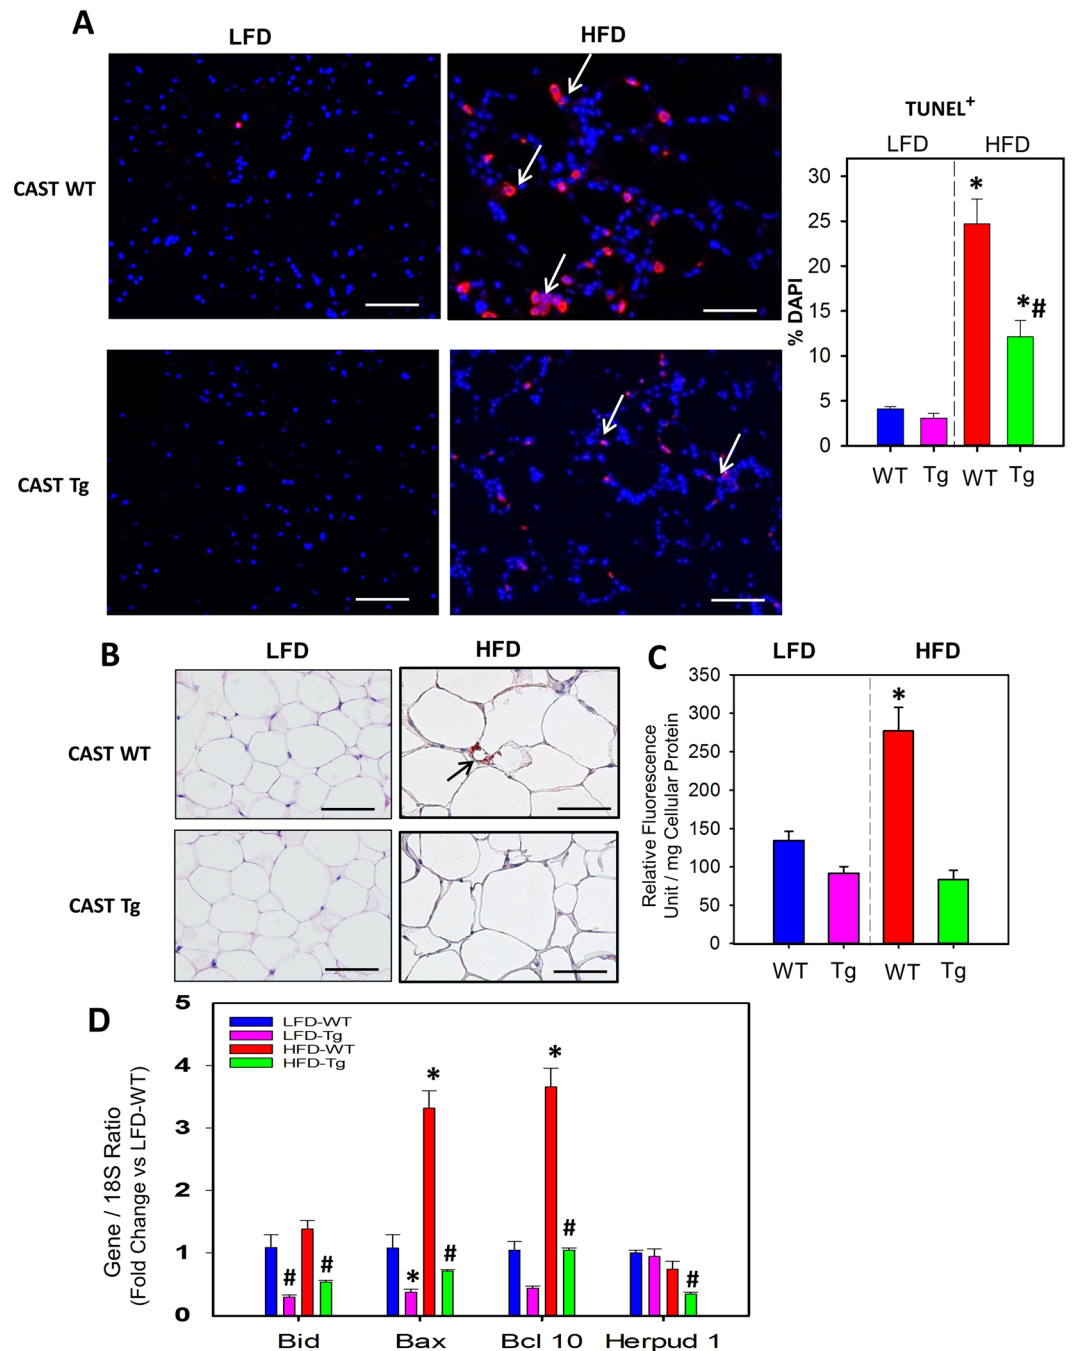 A
LFD
HFD
CAST WT
CAST Tg
TUNEL+
LFD
HFD
% DAPI
30
25
20
15
10
5
0
*
*#
WT
Tg
WT
Tg
B
LFD
HFD
CAST WT
CAST Tg
C
LFD
HFD
Relative Fluorescence
Unit / mg Cellular Protein
350
300
250
200
150
100
50
0
*
WT
Tg
WT
Tg
D
Gene / 18S Ratio
(Fold Change vs LFD-WT)
5
4
3
2
1
0
LFD-WT
LFD-Tg
HFD-WT
HFD-Tg
#
#
*
*
#
*
#
#
Bid
Bax
Bcl 10
Herpud 1